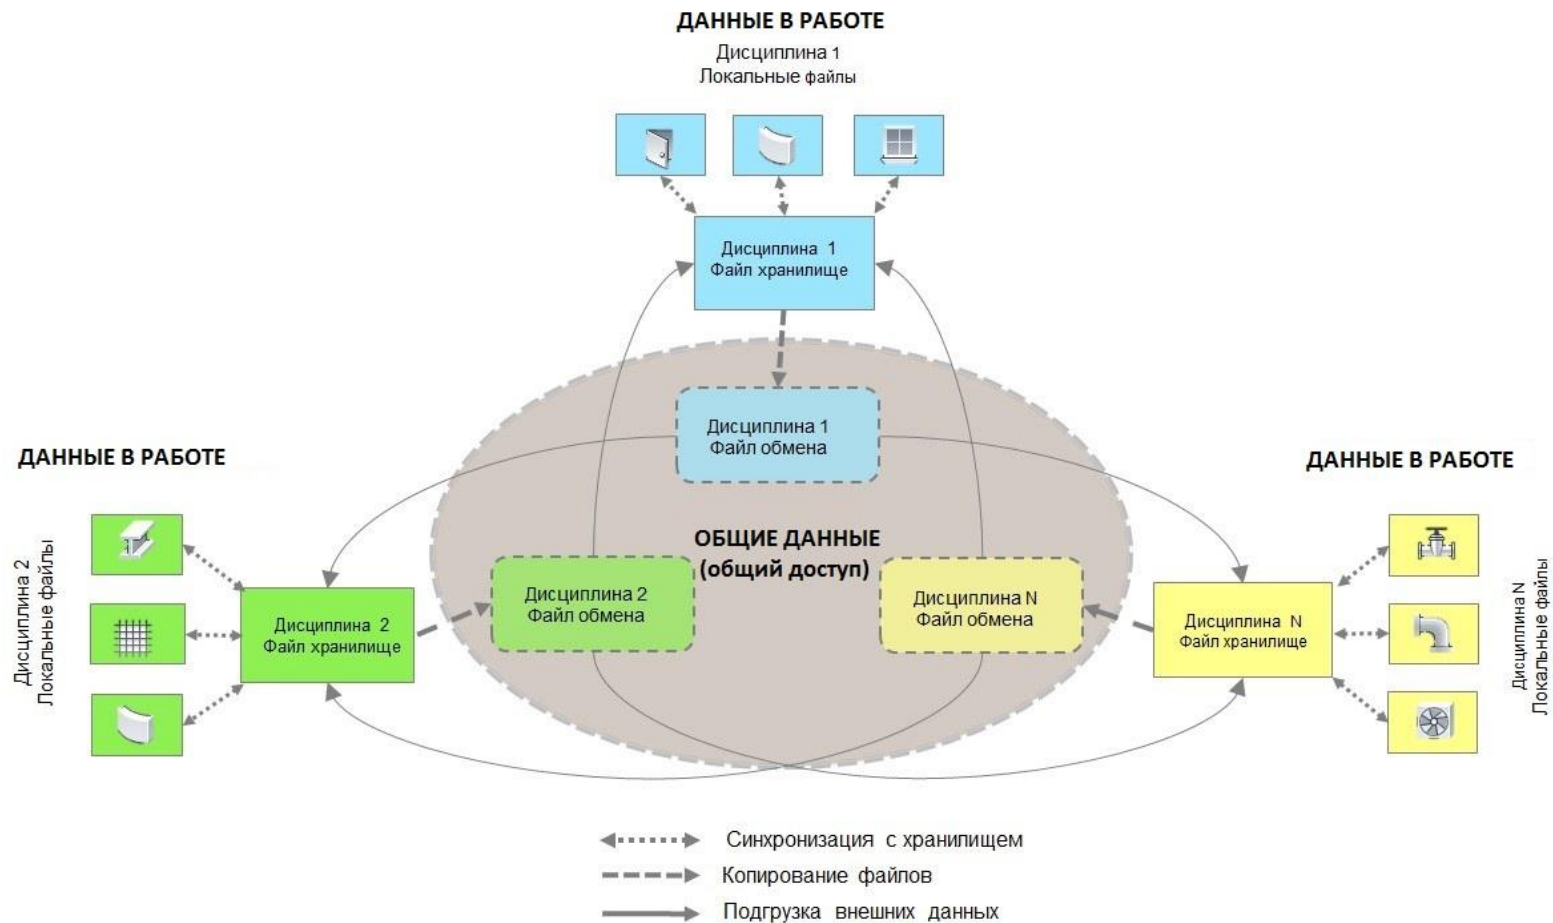 ДАННЫЕ В РАБОТЕ
Дисциплина 1
Локальные файлы
Дисциплина 1
Файл хранилище
Дисциплина 1
Файл обмена
ДАННЫЕ В РАБОТЕ
ДАННЫЕ В РАБОТЕ
ОБЩИЕ ДАННЫЕ
(общий доступ)
Дисциплина 2
Локальные файлы
Дисциплина 2
Файл хранилище
Дисциплина 2
Файл обмена
Дисциплина N
Файл обмена
Дисциплина N
Файл хранилище
Дисциплина N
Локальные файлы
Синхронизация с хранилищем
Копирование файлов
Подгрузка внешних данных